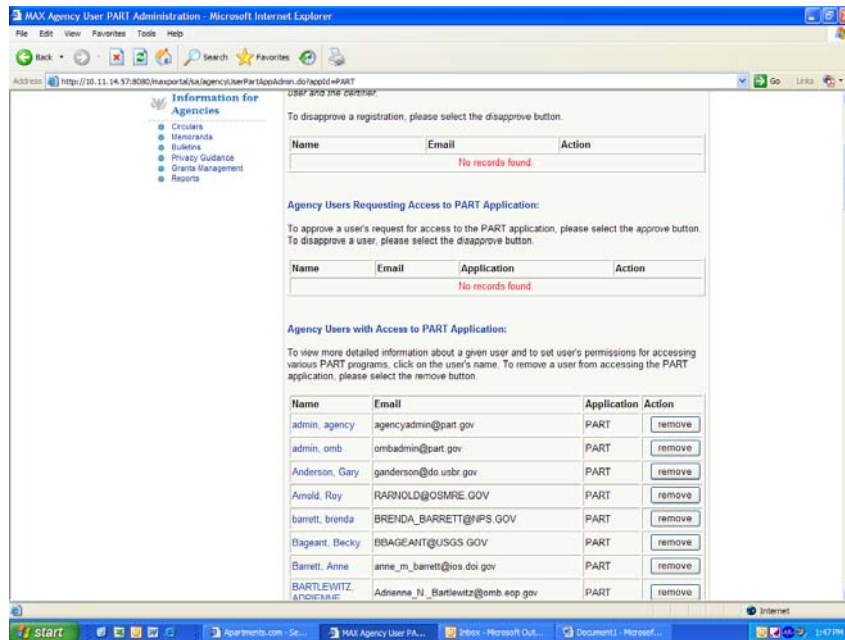 MAX Agency User PART Administration - Microsoft Internet Explorer
File Edit View Favorites Tools Help
Back Search Favorites
Address http://10.11.14.57:8080/maxportal/sa/agencyUserPartAppAdmin.do?appId=PART Go Links
Information for
Agencies
Circulars
Memoranda
Bulletins
Privacy Guidance
Grants Management
Reports
user and the certifier.
To disapprove a registration, please select the disapprove button.
Name Email Action
No records found.
Agency Users Requesting Access to PART Application:
To approve a user's request for access to the PART application, please select the approve button.
To disapprove a user, please select the disapprove button.
Name Email Application Action
No records found.
Agency Users with Access to PART Application:
To view more detailed information about a given user and to set user's permissions for accessing
various PART programs, click on the user's name. To remove a user from accessing the PART
application, please select the remove button.
Name Email Application Action
admin, agency agencyadmin@part.gov PART remove
admin, omb ombadmin@part.gov PART remove
Anderson, Gary ganderson@do.usbr.gov PART remove
Arnold, Roy RARNOLD@OSMRE.GOV PART remove
barrett, brenda BRENDA_BARRETT@NPS.GOV PART remove
Bageant, Becky BBAGEANT@USGS.GOV PART remove
Barrett, Anne anne_m_barrett@ios.doi.gov PART remove
BARTLEWITZ, ADRIENNE Adrienne_N._Bartlewitz@omb.eop.gov PART remove
Internet
start Apartments.com - Se... MAX Agency User PA... Inbox - Microsoft Out... Document1 - Microsof... 1:47 PM